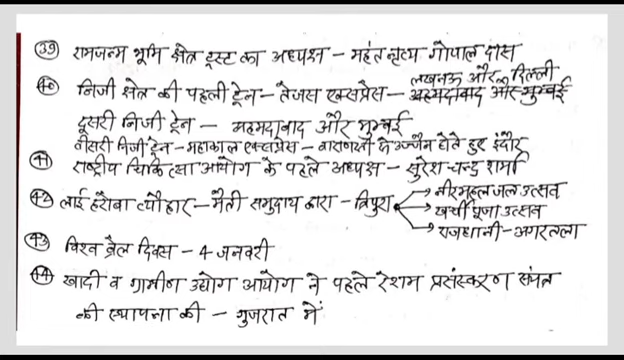 (39) रामजन्म भूमि क्षेत्र ट्रस्ट का अध्यक्ष - महंत नृत्य गोपाल दास
लखनऊ और दिल्ली
(40) निजी क्षेत्र की पहली ट्रेन - तेजस एक्सप्रेस - अहमदाबाद और मुम्बई
दूसरी निजी ट्रेन - अहमदाबाद और मुम्बई
तीसरी निजी ट्रेन - महाकाल एक्सप्रेस - वाराणसी से उज्जैन होते हुए इंदौर
(41) राष्ट्रीय चिकित्सा आयोग के पहले अध्यक्ष - सुरेश चन्द्र शर्मा
(42) लाई हरोबा त्यौहार - मैती समुदाय द्वारा - त्रिपुरा
नीरमहल जल उत्सव
खर्ची पूजा उत्सव
राजधानी - अगरतला
(43) विश्व ब्रैल दिवस - 4 जनवरी
(44) खादी व ग्रामीण उद्योग आयोग ने पहले रेशम प्रसंस्करण संयंत्र
की स्थापना की - गुजरात में